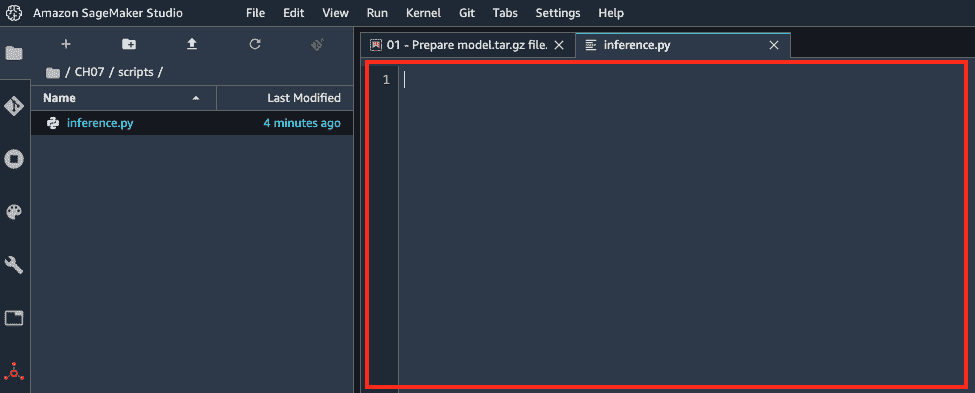 Amazon SageMaker Studio File Edit View Run Kernel Git Tabs Settings Help
01 - Prepare model.tar.gz file. inference.py
/ CH07 / scripts /
Name Last Modified
inference.py 4 minutes ago
1